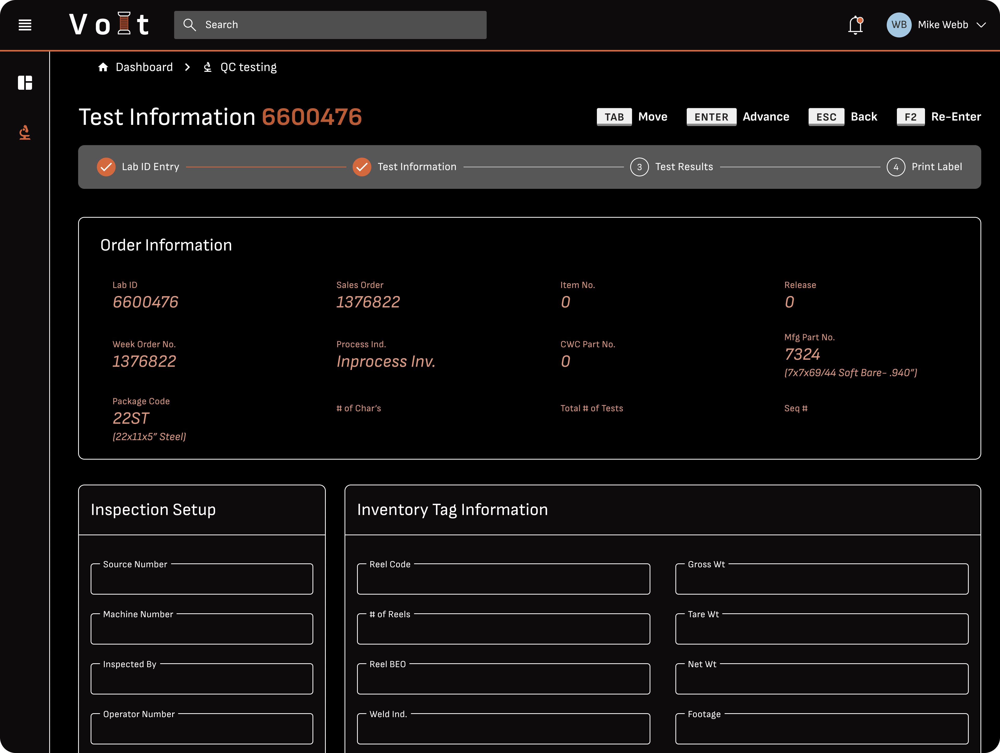 Volt
Search
WB
Mike Webb
Dashboard
QC testing
Test Information 6600476
TAB Move
ENTER Advance
ESC Back
F2 Re-Enter
Lab ID Entry
Test Information
3 Test Results
4 Print Label
Order Information
Lab ID
6600476
Sales Order
1376822
Item No.
0
Release
0
Week Order No.
1376822
Process Ind.
Inprocess Inv.
CWC Part No.
0
Mfg Part No.
7324
(7x7x69/44 Soft Bare- .940”)
Package Code
22ST
(22x11x5” Steel)
# of Char’s
Total # of Tests
Seq #
Inspection Setup
Source Number
Machine Number
Inspected By
Operator Number
Inventory Tag Information
Reel Code
Gross Wt
# of Reels
Tare Wt
Reel BEO
Net Wt
Weld Ind.
Footage